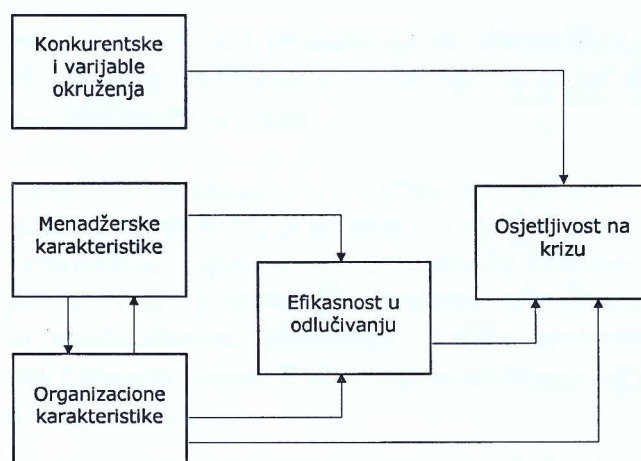 Konkurentske
i varijable
okruženja
Menadžerske
karakteristike
Osjetljivost na
krizu
Efikasnost u
odlučivanju
Organizacione
karakteristike